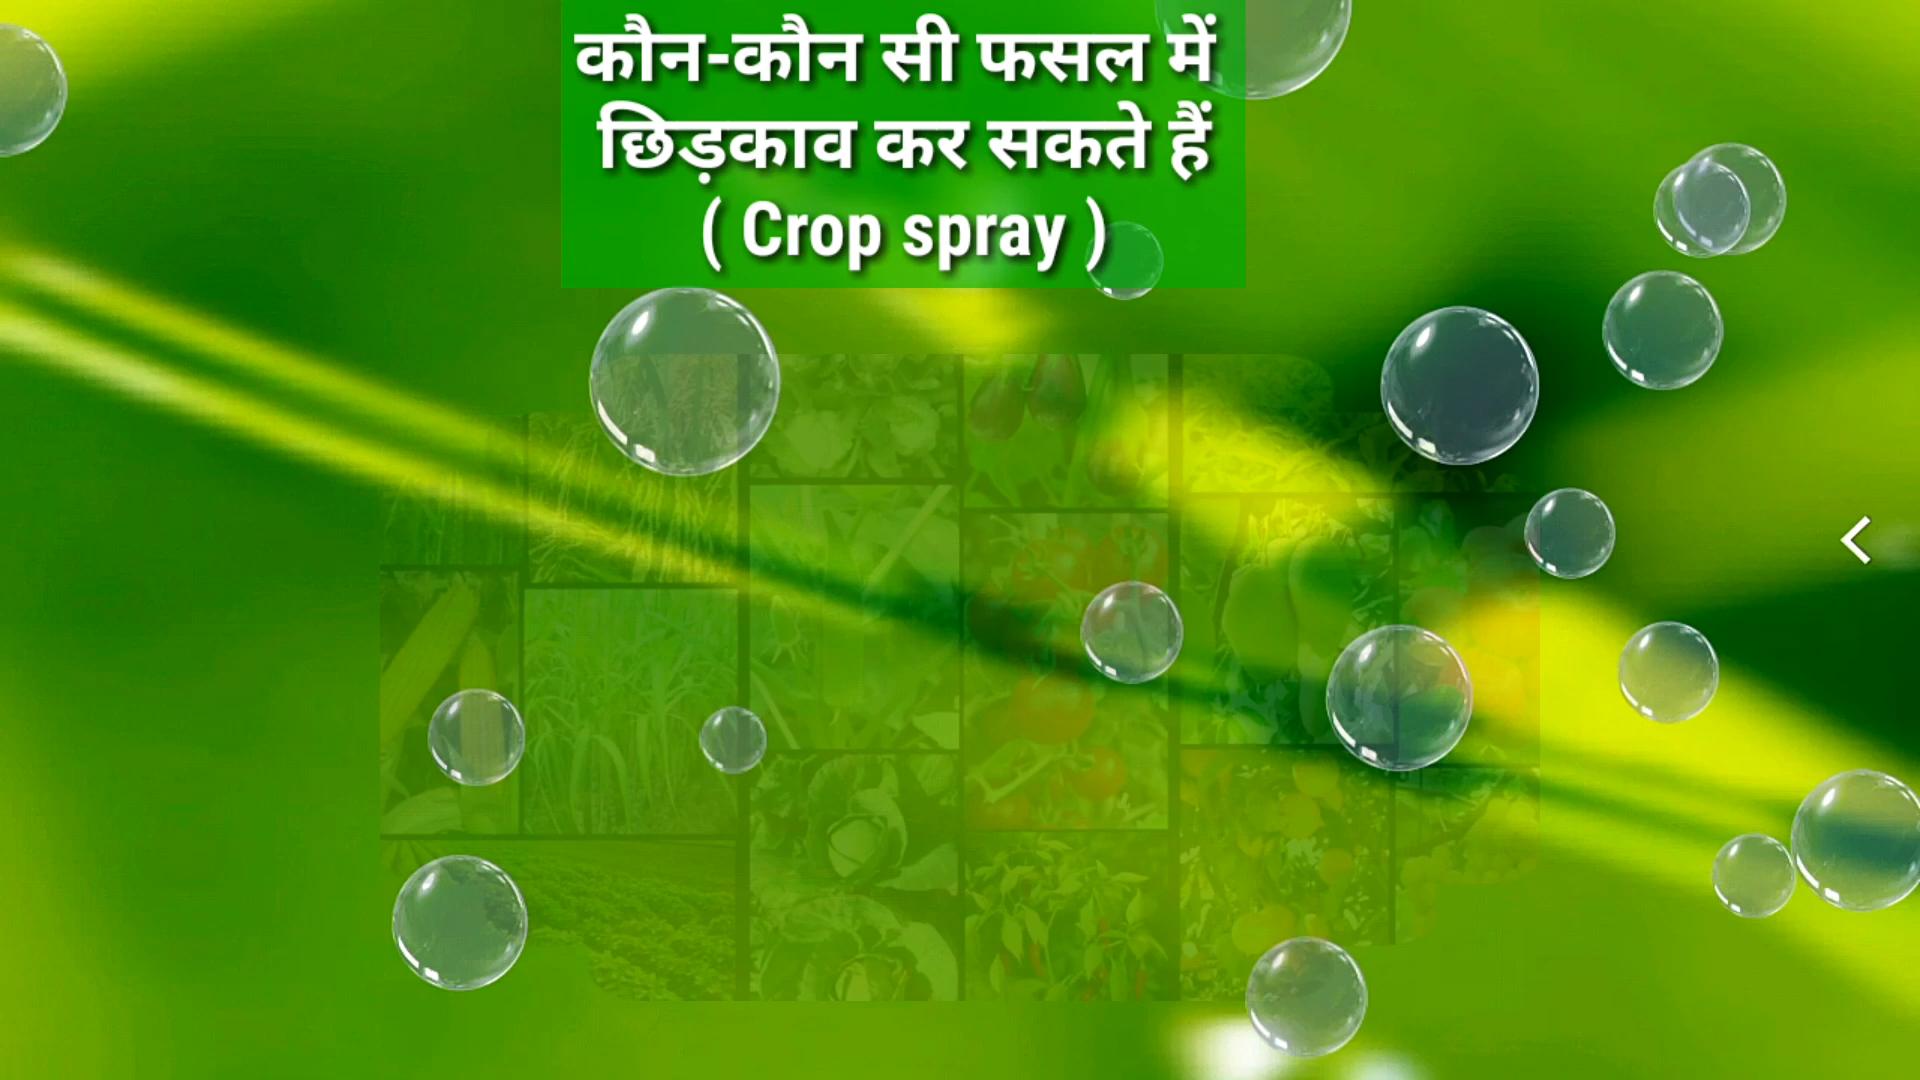 कौन-कौन सी फसल में
छिड़काव कर सकते हैं
( Crop spray )